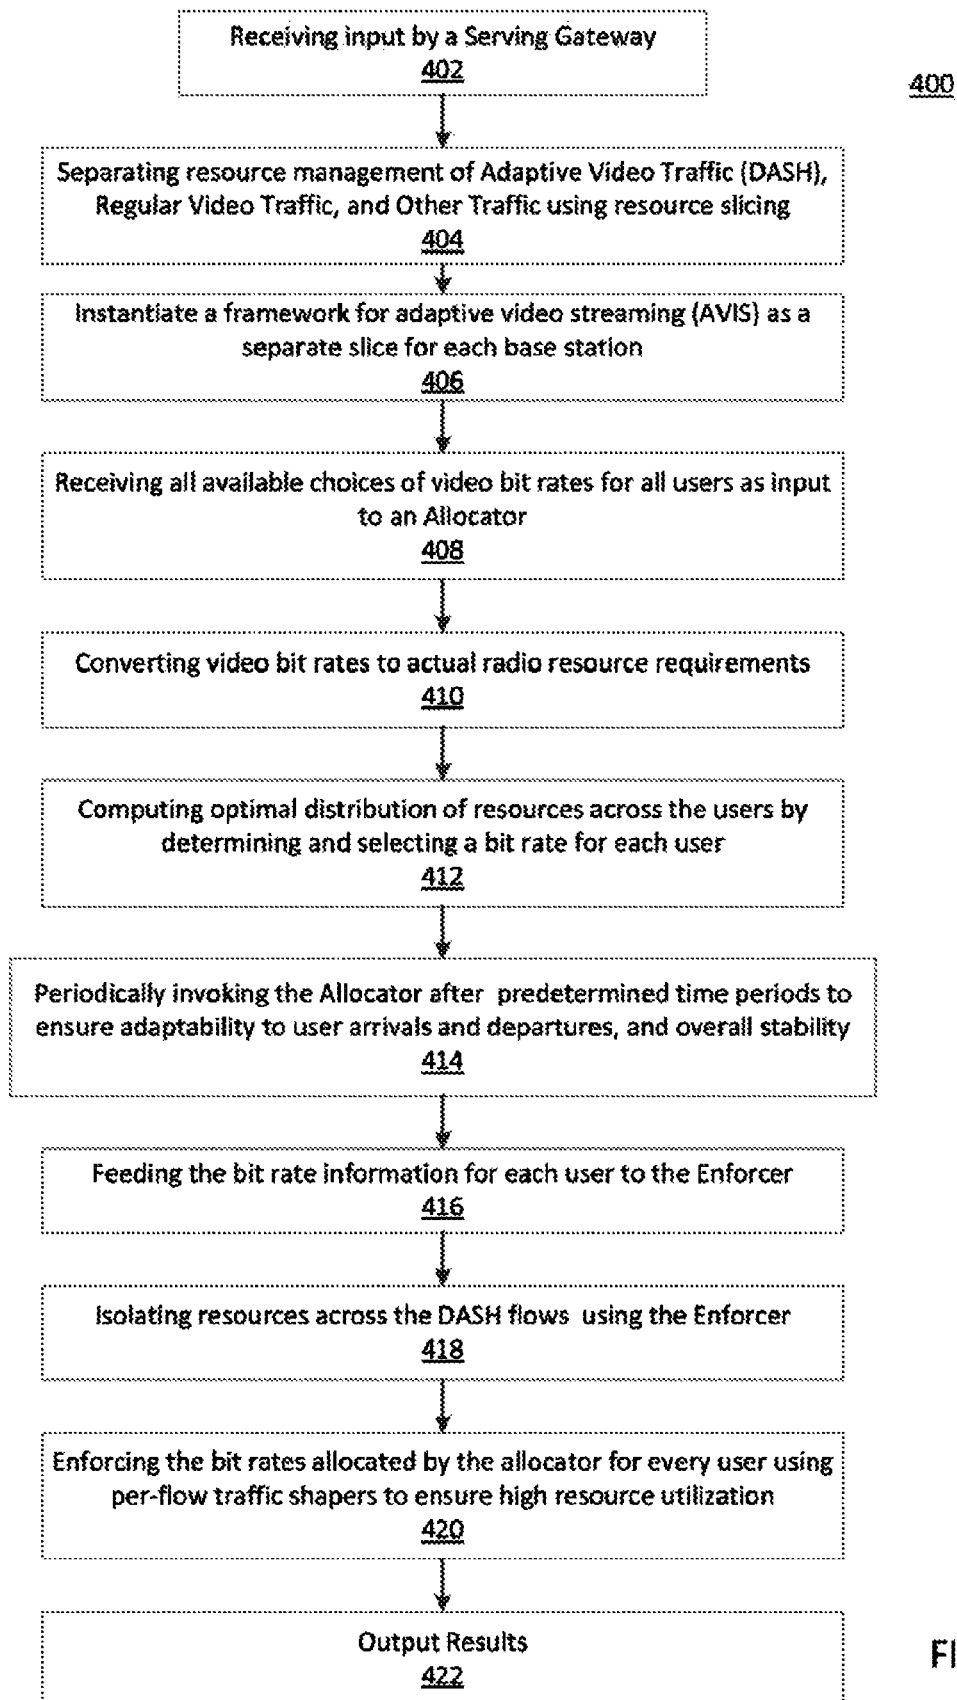 Receiving input by a Serving Gateway
402
400
Separating resource management of Adaptive Video Traffic (DASH),
Regular Video Traffic, and Other Traffic using resource slicing
404
Instantiate a framework for adaptive video streaming (AVIS) as a
separate slice for each base station
406
Receiving all available choices of video bit rates for all users as input
to an Allocator
408
Converting video bit rates to actual radio resource requirements
410
Computing optimal distribution of resources across the users by
determining and selecting a bit rate for each user
412
Periodically invoking the Allocator after predetermined time periods to
ensure adaptability to user arrivals and departures, and overall stability
414
Feeding the bit rate information for each user to the Enforcer
416
Isolating resources across the DASH flows using the Enforcer
418
Enforcing the bit rates allocated by the allocator for every user using
per-flow traffic shapers to ensure high resource utilization
420
Output Results
422